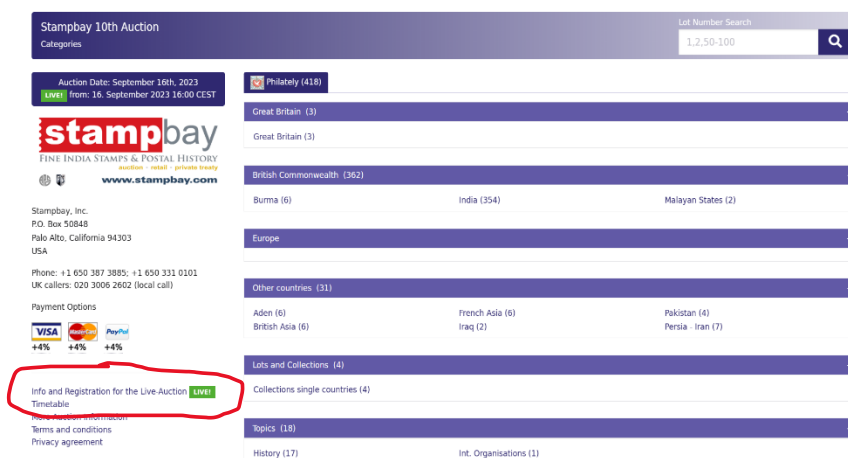 Stampbay 10th Auction
Categories
Lot Number Search
1,2,50-100
Auction Date: September 16th, 2023
LIVE! from: 16. September 2023 16:00 CEST
stampbay
FINE INDIA STAMPS & POSTAL HISTORY
auction - retail - private treaty
www.stampbay.com
Stampbay, Inc.
P.O. Box 50848
Palo Alto, California 94303
USA
Phone: +1 650 387 3885; +1 650 331 0101
UK callers: 020 3006 2602 (local call)
Payment Options
VISA MasterCard PayPal
+4% +4% +4%
Info and Registration for the Live-Auction LIVE!
Timetable
More Auction Information
Terms and conditions
Privacy agreement
Philately (418)
Great Britain (3)
Great Britain (3)
British Commonwealth (362)
Burma (6) India (354) Malayan States (2)
Europe
Other countries (31)
Aden (6) French Asia (6) Pakistan (4)
British Asia (6) Iraq (2) Persia - Iran (7)
Lots and Collections (4)
Collections single countries (4)
Topics (18)
History (17) Int. Organisations (1)